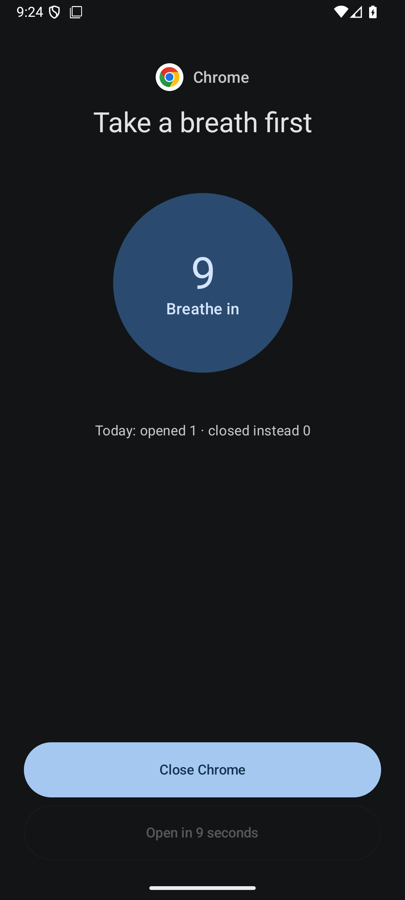 9:24
Chrome
Take a breath first
9
Breathe in
Today: opened 1 · closed instead 0
Close Chrome
Open in 9 seconds